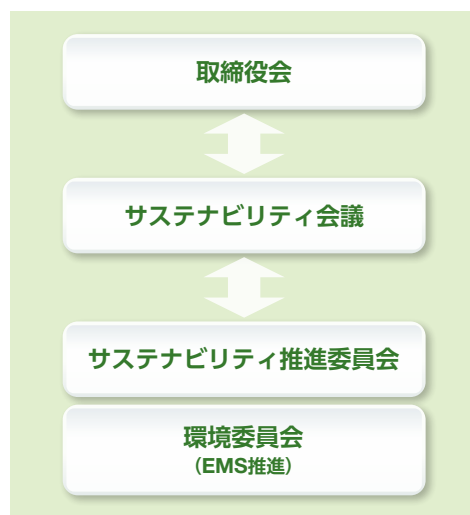 取締役会
サステナビリティ会議
サステナビリティ推進委員会
環境委員会
（EMS推進）